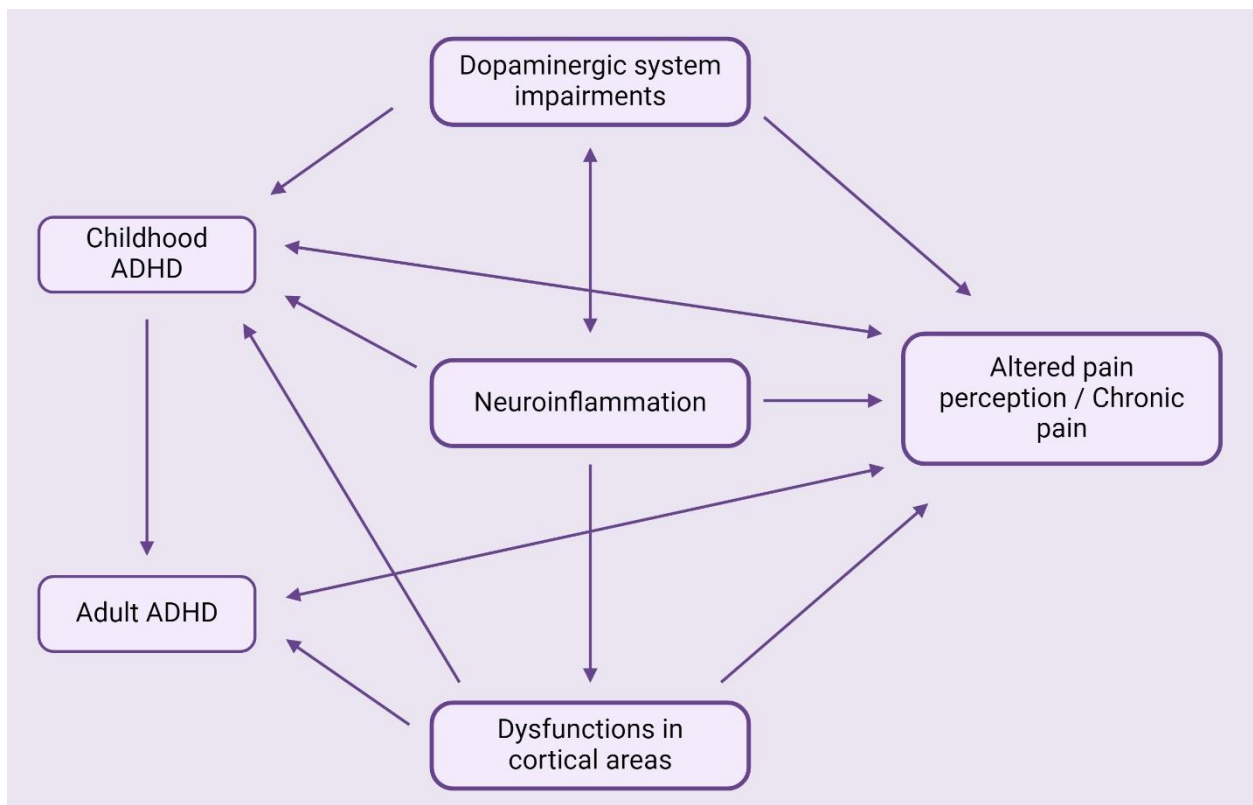 Dopaminergic system
impairments
Childhood
ADHD
Neuroinflammation
Altered pain
perception / Chronic
pain
Adult ADHD
Dysfunctions in
cortical areas